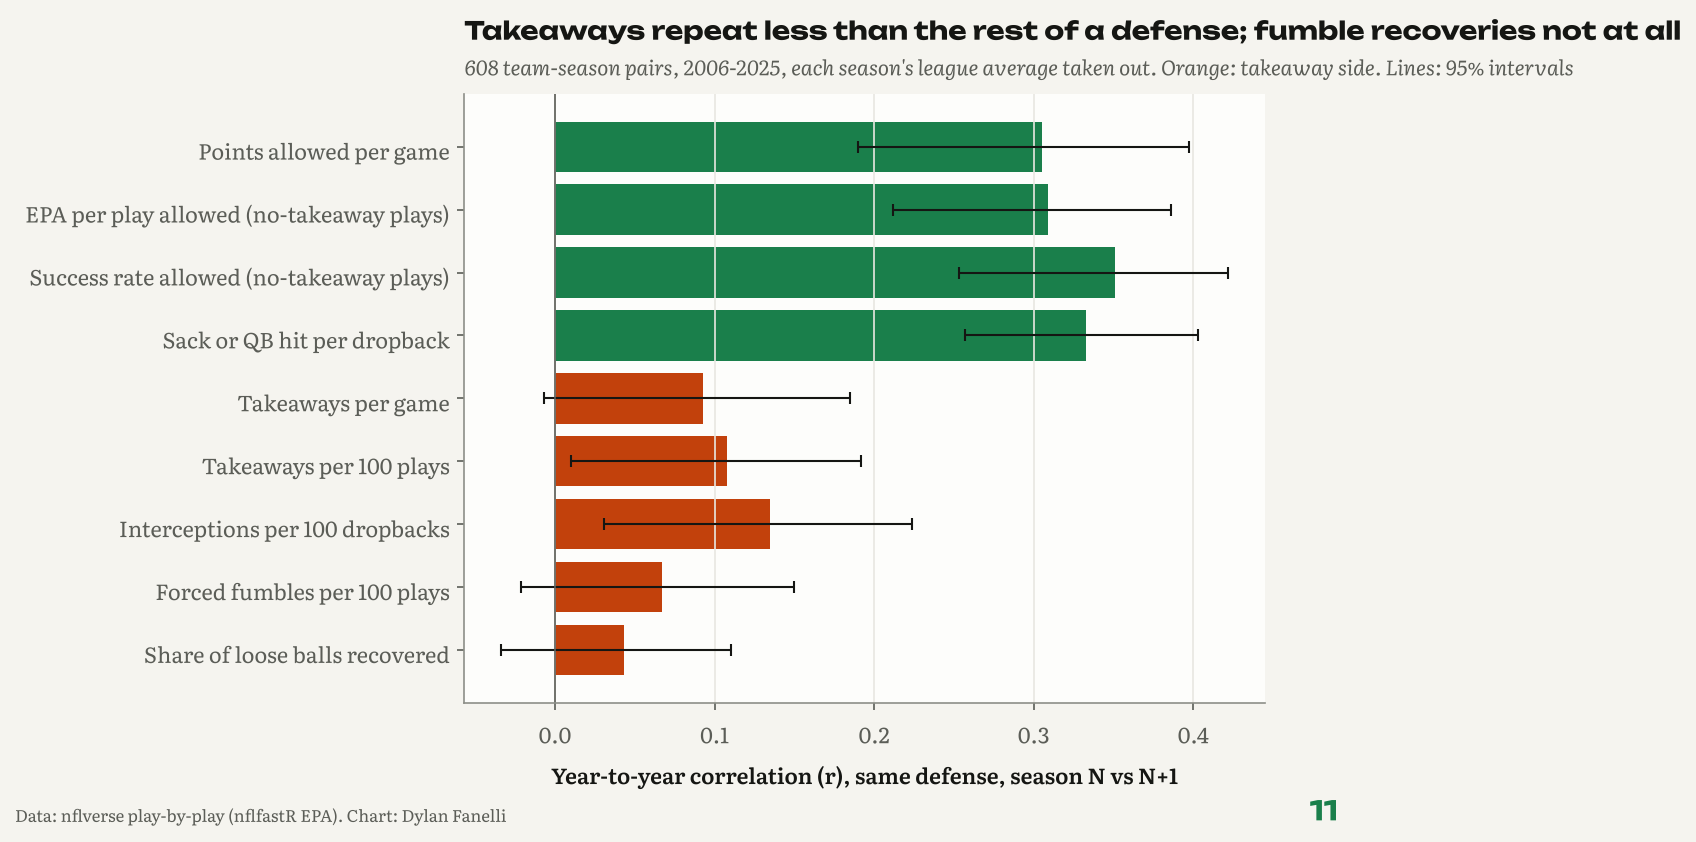 Takeaways repeat less than the rest of a defense; fumble recoveries not at all
608 team-season pairs, 2006-2025, each season's league average taken out. Orange: takeaway side. Lines: 95% intervals
Points allowed per game
EPA per play allowed (no-takeaway plays)
Success rate allowed (no-takeaway plays)
Sack or QB hit per dropback
Takeaways per game
Takeaways per 100 plays
Interceptions per 100 dropbacks
Forced fumbles per 100 plays
Share of loose balls recovered
0.0 0.1 0.2 0.3 0.4
Year-to-year correlation (r), same defense, season N vs N+1
Data: nflverse play-by-play (nflfastR EPA). Chart: Dylan Fanelli
11